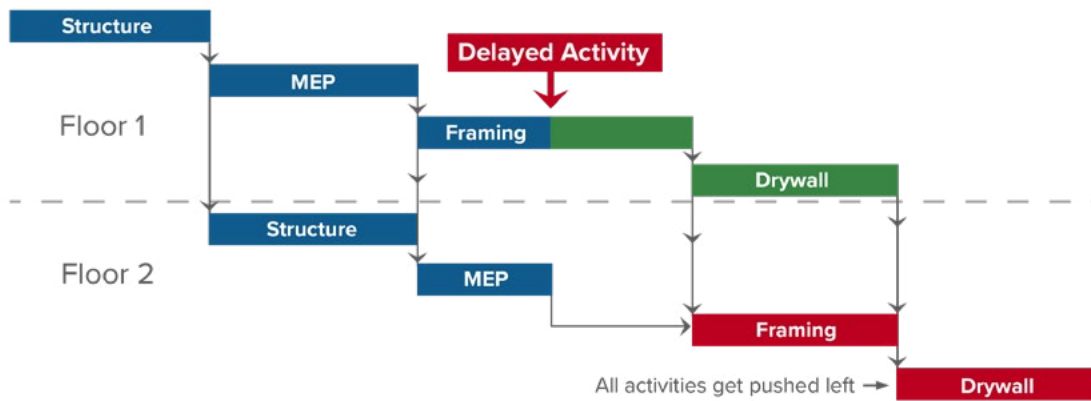 Structure
Delayed Activity
MEP
Floor 1
Framing
Drywall
Structure
Floor 2
MEP
Framing
All activities get pushed left
Drywall